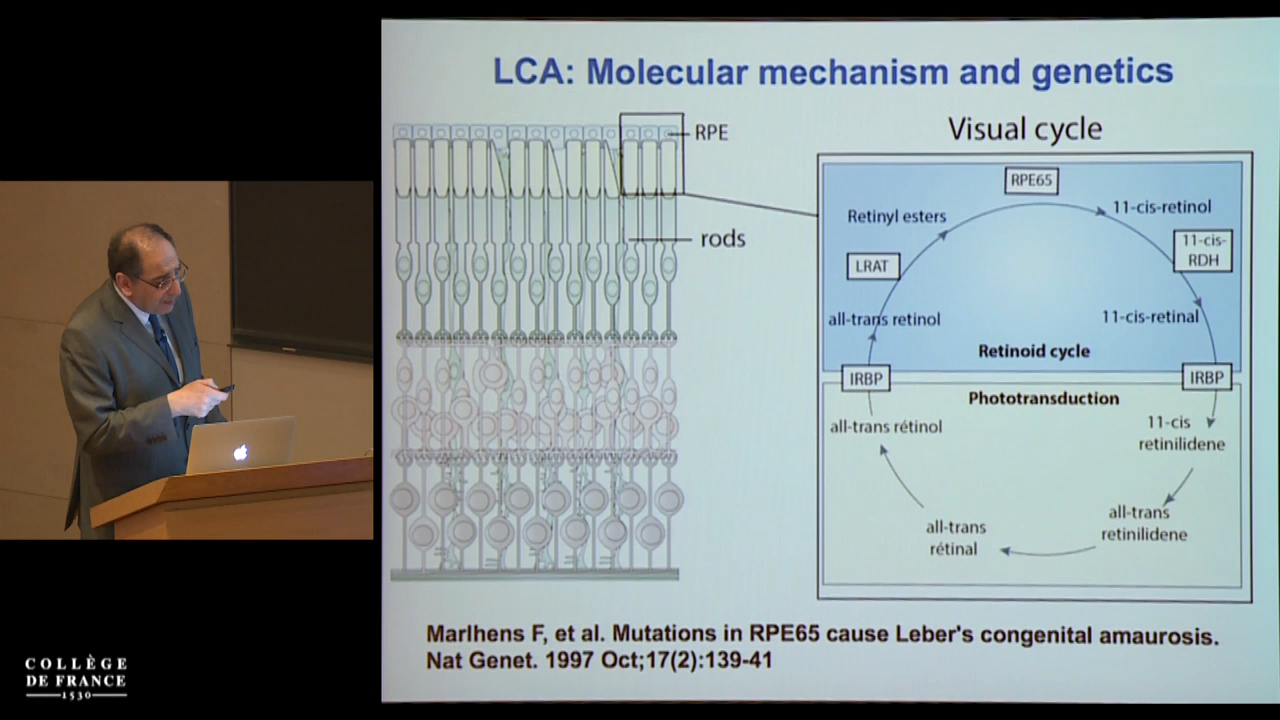 LCA: Molecular mechanism and genetics
RPE
rods
Visual cycle
RPE65
Retinyl esters
11-cis-retinol
LRAT
11-cis-
RDH
all-trans retinol
11-cis-retinal
Retinoid cycle
IRBP
IRBP
Phototransduction
all-trans rétinol
11-cis
retinilidene
all-trans
rétinal
all-trans
retinilidene
Marlhens F, et al. Mutations in RPE65 cause Leber's congenital amaurosis.
Nat Genet. 1997 Oct;17(2):139-41
COLLÈGE
DE FRANCE
1530